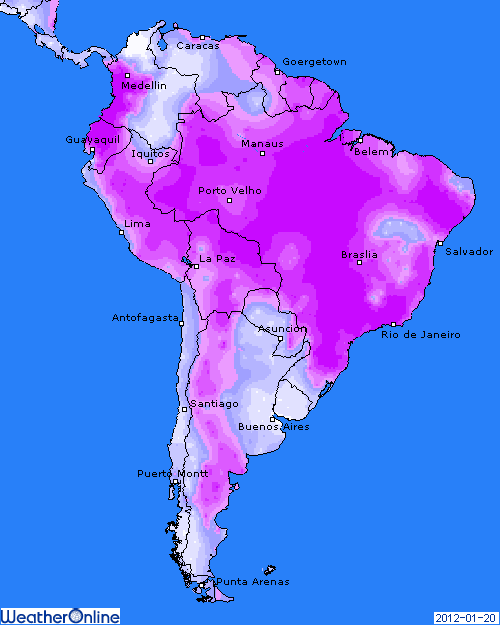 Caracas
Goergetown
Medellin
Guayaquil
Iquitos
Manaus
Belem
Porto Velho
Lima
Salvador
La Paz
Braslia
Antofagasta
Asuncion
Rio de Janeiro
Santiago
Buenos Aires
Puerto Montt
Punta Arenas
WeatherOnline
2012-01-20